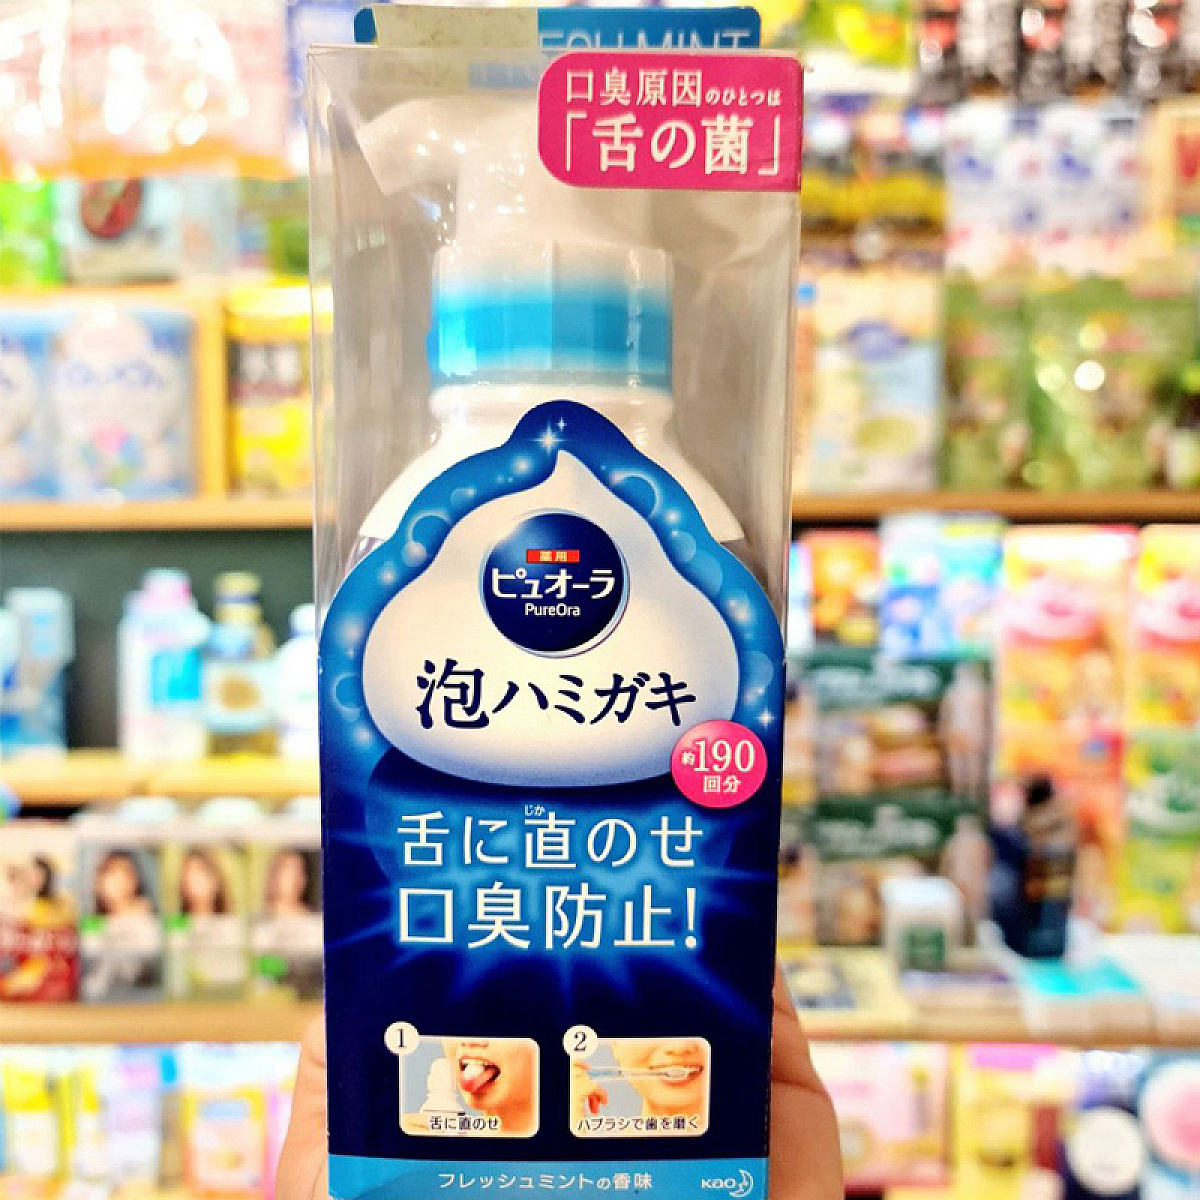 FRESH MINT
口臭原因のひとつは
「舌の菌」
薬用
ピュオーラ
PureOra
泡ハミガキ
約190
回分
じか
舌に直のせ
口臭防止!
1
2
舌に直のせ
ハブラシで歯を磨く
フレッシュミントの香味
Kao